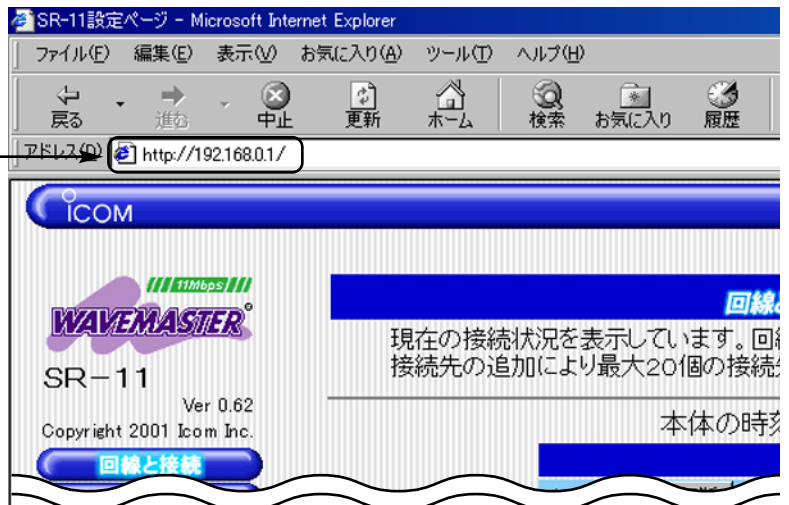 SR-11設定ページ - Microsoft Internet Explorer
ファイル(F) 編集(E) 表示(V) お気に入り(A) ツール(T) ヘルプ(H)
戻る 進む 中止 更新 ホーム 検索 お気に入り 履歴
アドレス(D) http://192.168.0.1/
ICOM
11Mbps
WAVEMASTER®
回線
現在の接続状況を表示しています。回
接続先の追加により最大20個の接続
SR-11
Ver 0.62
Copyright 2001 Icom Inc.
本体の時刻
回線と接続